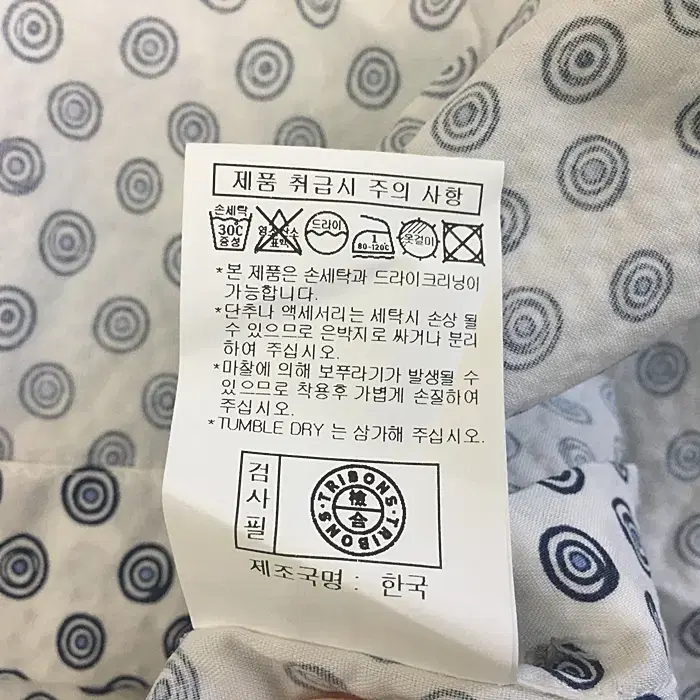 제품 취급시 주의 사항
손세탁
30℃
중성
염소산소
표백
드라이
1
80-120℃
옷걸이
*본 제품은 손세탁과 드라이크리닝이
가능합니다.
*단추나 액세서리는 세탁시 손상 될
수 있으므로 은박지로 싸거나 분리
하여 주십시오.
*마찰에 의해 보푸라기가 발생될 수
있으므로 착용후 가볍게 손질하여
주십시오.
*TUMBLE DRY 는 삼가해 주십시오.
검사필
TRIBONS·TRIBONS·
檢
合
제조국명 : 한국